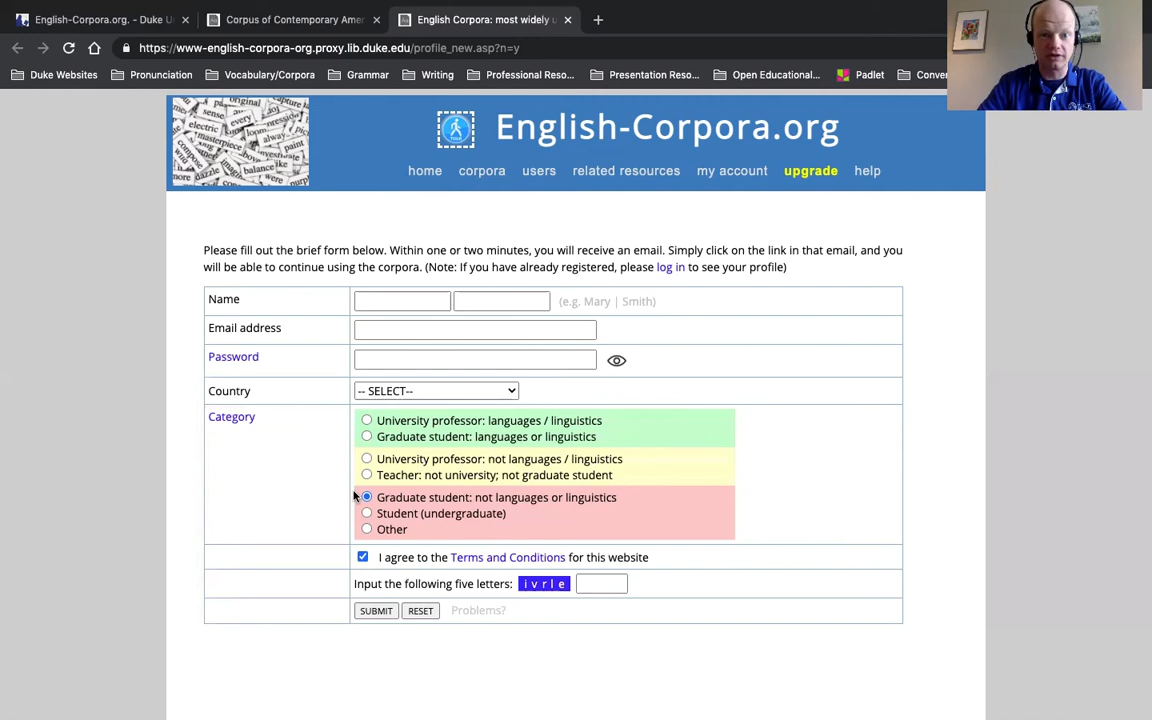 English-Corpora.org. - Duke U
Corpus of Contemporary Amer
English Corpora: most widely u
https://www-english-corpora-org.proxy.lib.duke.edu/profile_new.asp?n=y
Duke Websites
Pronunciation
Vocabulary/Corpora
Grammar
Writing
Professional Reso...
Presentation Reso...
Open Educational...
Padlet
Conver
English-Corpora.org
home corpora users related resources my account upgrade help
Please fill out the brief form below. Within one or two minutes, you will receive an email. Simply click on the link in that email, and you
will be able to continue using the corpora. (Note: If you have already registered, please log in to see your profile)
Name (e.g. Mary | Smith)
Email address
Password
Country -- SELECT--
Category
University professor: languages / linguistics
Graduate student: languages or linguistics
University professor: not languages / linguistics
Teacher: not university; not graduate student
Graduate student: not languages or linguistics
Student (undergraduate)
Other
I agree to the Terms and Conditions for this website
Input the following five letters: i v r l e
SUBMIT RESET Problems?